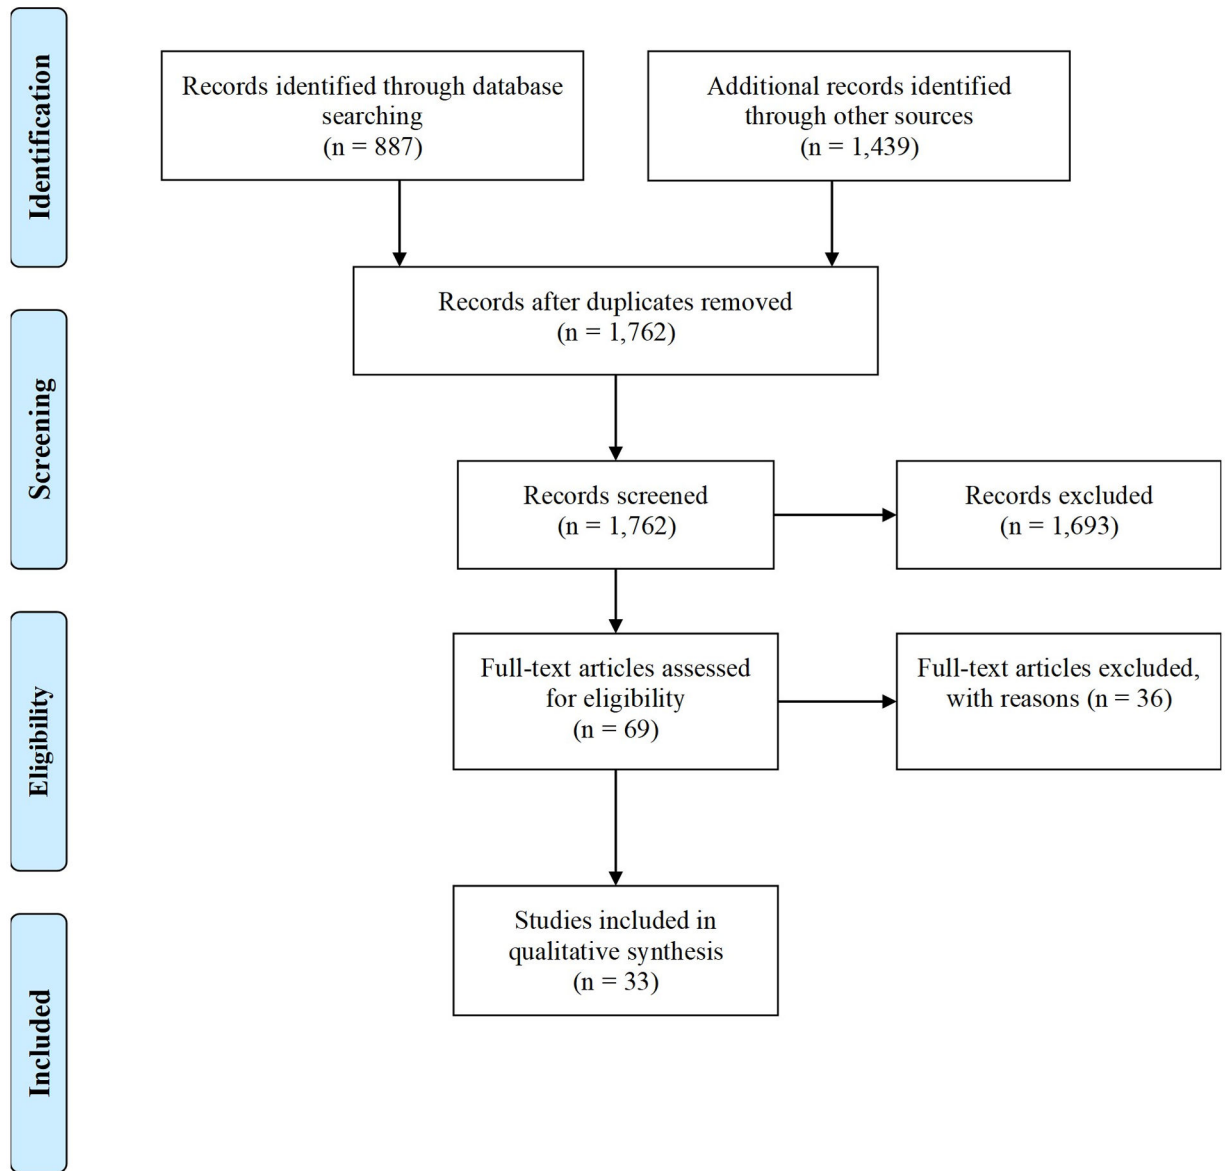 Identification
Records identified through database
searching
(n = 887)
Additional records identified
through other sources
(n = 1,439)
Records after duplicates removed
(n = 1,762)
Screening
Records screened
(n = 1,762)
Records excluded
(n = 1,693)
Eligibility
Full-text articles assessed
for eligibility
(n = 69)
Full-text articles excluded,
with reasons (n = 36)
Included
Studies included in
qualitative synthesis
(n = 33)